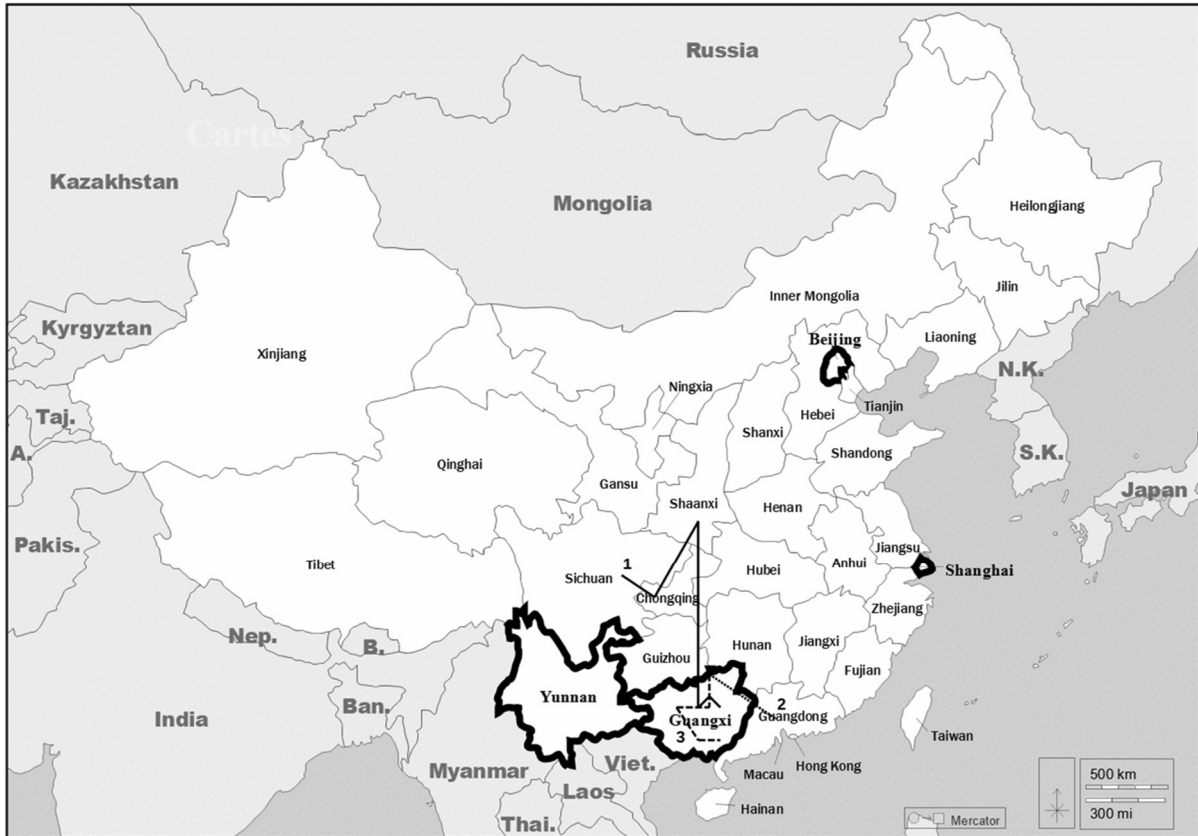 Russia
Cartes
Kazakhstan
Mongolia
Heilongjiang
Jilin
Inner Mongolia
Kyrgyztan
Beijing
Liaoning
Xinjiang
N.K.
Ningxia
Taj.
Tianjin
Hebei
Shanxi
A.
Shandong
S.K.
Qinghai
Gansu
Japan
Shaanxi
Henan
Pakis.
Jiangsu
Tibet
1
Anhui
Sichuan
Hubei
Shanghai
Chongqing
Zhejiang
Nep.
B.
Hunan
Jiangxi
Guizhou
Fujian
Yunnan
Ban.
2
India
Guangxi
Guangdong
3
Taiwan
Viet.
Hong Kong
Myanmar
Macau
500 km
Laos
Hainan
300 mi
Thai.
Mercator